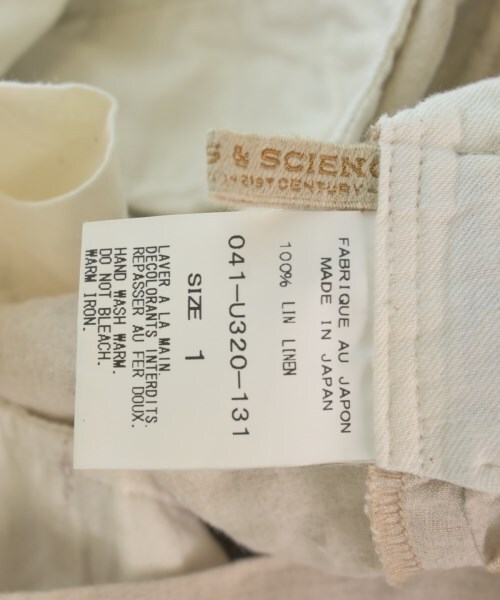 & SCIENC
21st CENTURY
FABRIQUE AU JAPON
MADE IN JAPAN
100% LIN LINEN
041-U320-131
SIZE 1
LAVER A LA MAIN
DECOLORANTS INTERDITS.
REPASSER AU FER DOUX.
HAND WASH WARM.
DO NOT BLEACH.
WARM IRON.